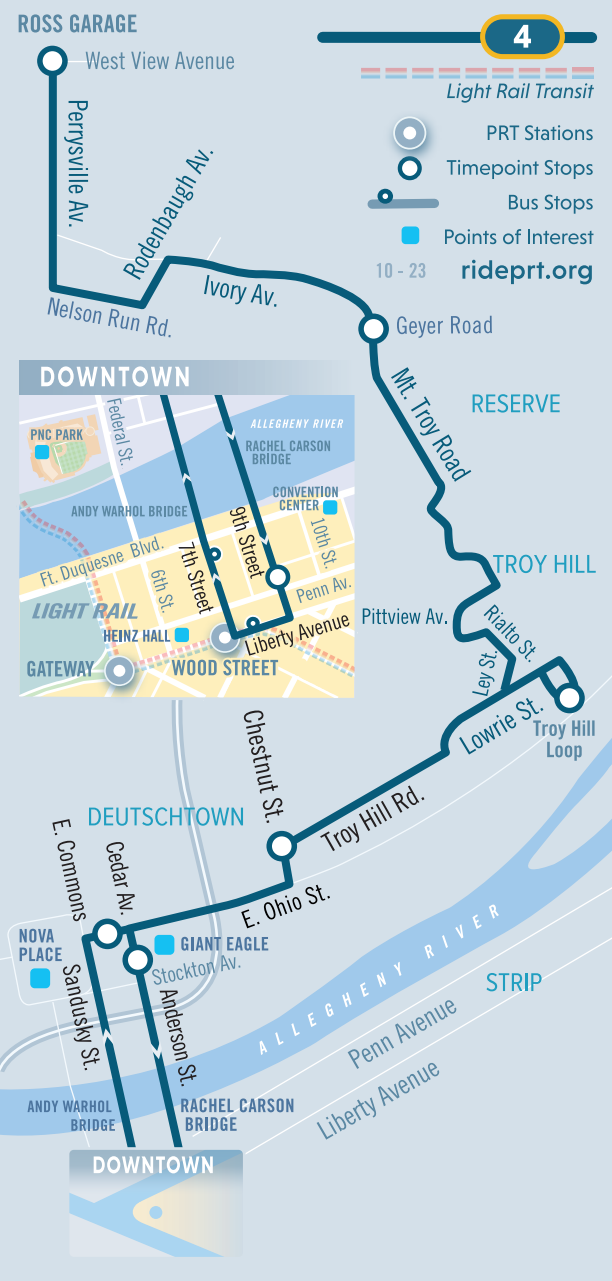 ROSS GARAGE
West View Avenue
4
Light Rail Transit
PRT Stations
Timepoint Stops
Bus Stops
Points of Interest
10 - 23
rideprt.org
Perrysville Av.
Rodenbaugh Av.
Nelson Run Rd.
Ivory Av.
Geyer Road
Mt. Troy Road
RESERVE
TROY HILL
Pittview Av.
Rialto St.
Ley St.
Lowrie St.
Troy Hill
Loop
DOWNTOWN
PNC PARK
Federal St.
ALLEGHENY RIVER
RACHEL CARSON
BRIDGE
ANDY WARHOL BRIDGE
CONVENTION
CENTER
Ft. Duquesne Blvd.
6th St.
7th Street
9th Street
10th St.
Penn Av.
LIGHT RAIL
HEINZ HALL
Liberty Avenue
GATEWAY
WOOD STREET
Chestnut St.
DEUTSCHTOWN
Troy Hill Rd.
E. Commons
Cedar Av.
E. Ohio St.
NOVA
PLACE
GIANT EAGLE
Stockton Av.
Sandusky St.
Anderson St.
ALLEGHENY RIVER
STRIP
Penn Avenue
Liberty Avenue
ANDY WARHOL
BRIDGE
RACHEL CARSON
BRIDGE
DOWNTOWN